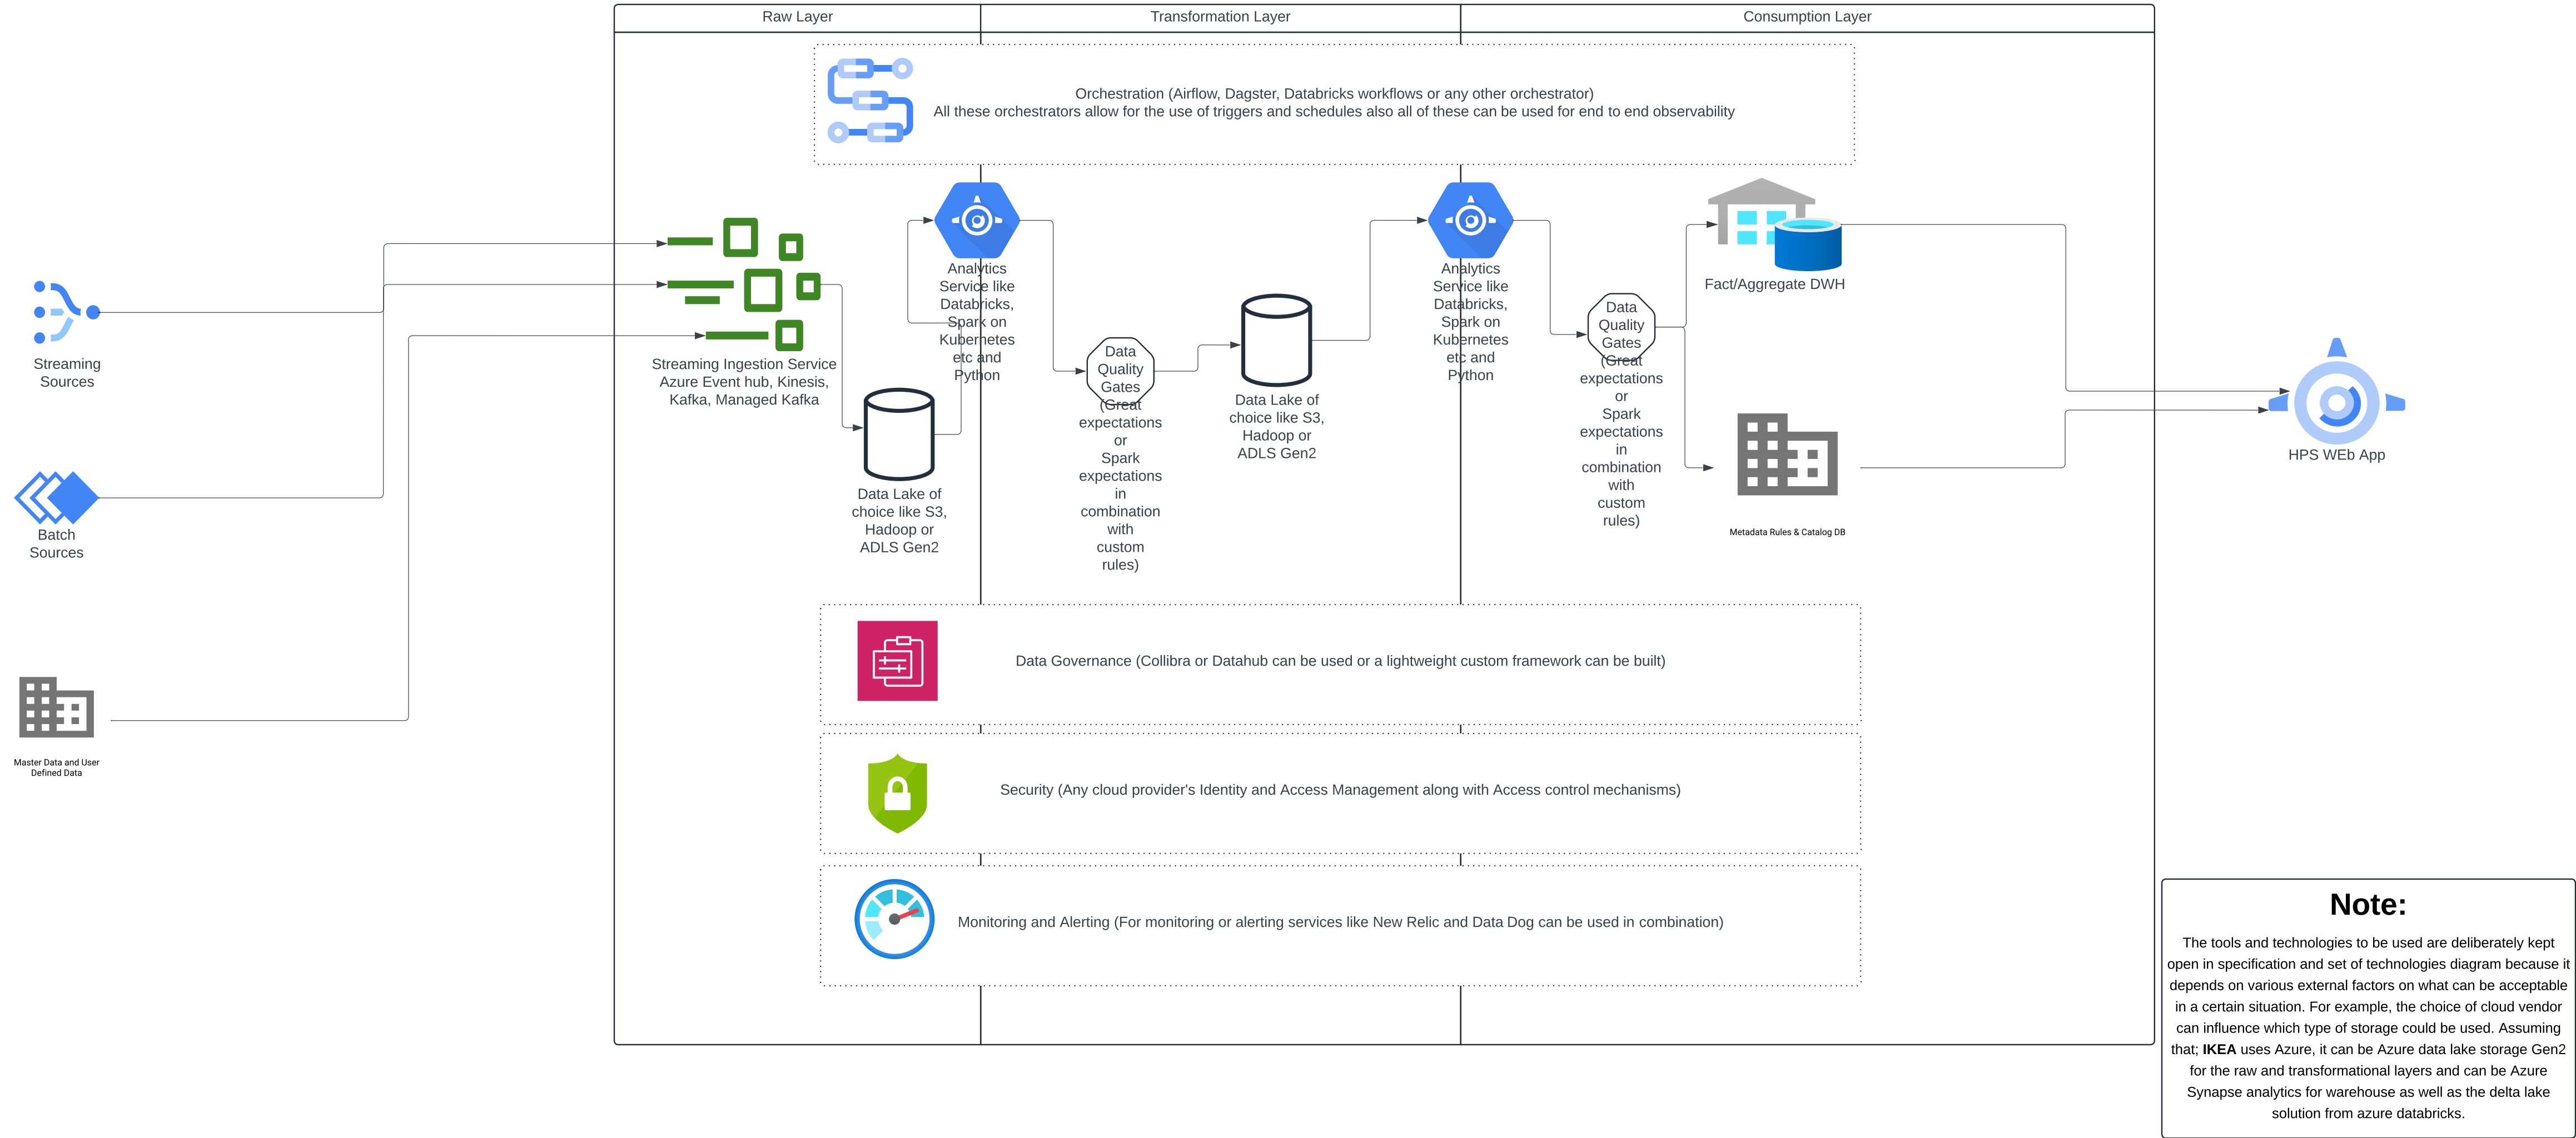 Raw Layer
Transformation Layer
Consumption Layer
Orchestration (Airflow, Dagster, Databricks workflows or any other orchestrator)
All these orchestrators allow for the use of triggers and schedules also all of these can be used for end to end observability
Streaming
Sources
Batch
Sources
Master Data and User
Defined Data
Streaming Ingestion Service
Azure Event hub, Kinesis,
Kafka, Managed Kafka
Data Lake of
choice like S3,
Hadoop or
ADLS Gen2
Analytics
Service like
Databricks,
Spark on
Kubernetes
etc and
Python
Data
Quality
Gates
(Great
expectations
or
Spark
expectations
in
combination
with
custom
rules)
Data Lake of
choice like S3,
Hadoop or
ADLS Gen2
Analytics
Service like
Databricks,
Spark on
Kubernetes
etc and
Python
Data
Quality
Gates
(Great
expectations
or
Spark
expectations
in
combination
with
custom
rules)
Fact/Aggregate DWH
Metadata Rules & Catalog DB
HPS WEb App
Data Governance (Collibra or Datahub can be used or a lightweight custom framework can be built)
Security (Any cloud provider's Identity and Access Management along with Access control mechanisms)
Monitoring and Alerting (For monitoring or alerting services like New Relic and Data Dog can be used in combination)
Note:
The tools and technologies to be used are deliberately kept
open in specification and set of technologies diagram because it
depends on various external factors on what can be acceptable
in a certain situation. For example, the choice of cloud vendor
can influence which type of storage could be used. Assuming
that; IKEA uses Azure, it can be Azure data lake storage Gen2
for the raw and transformational layers and can be Azure
Synapse analytics for warehouse as well as the delta lake
solution from azure databricks.